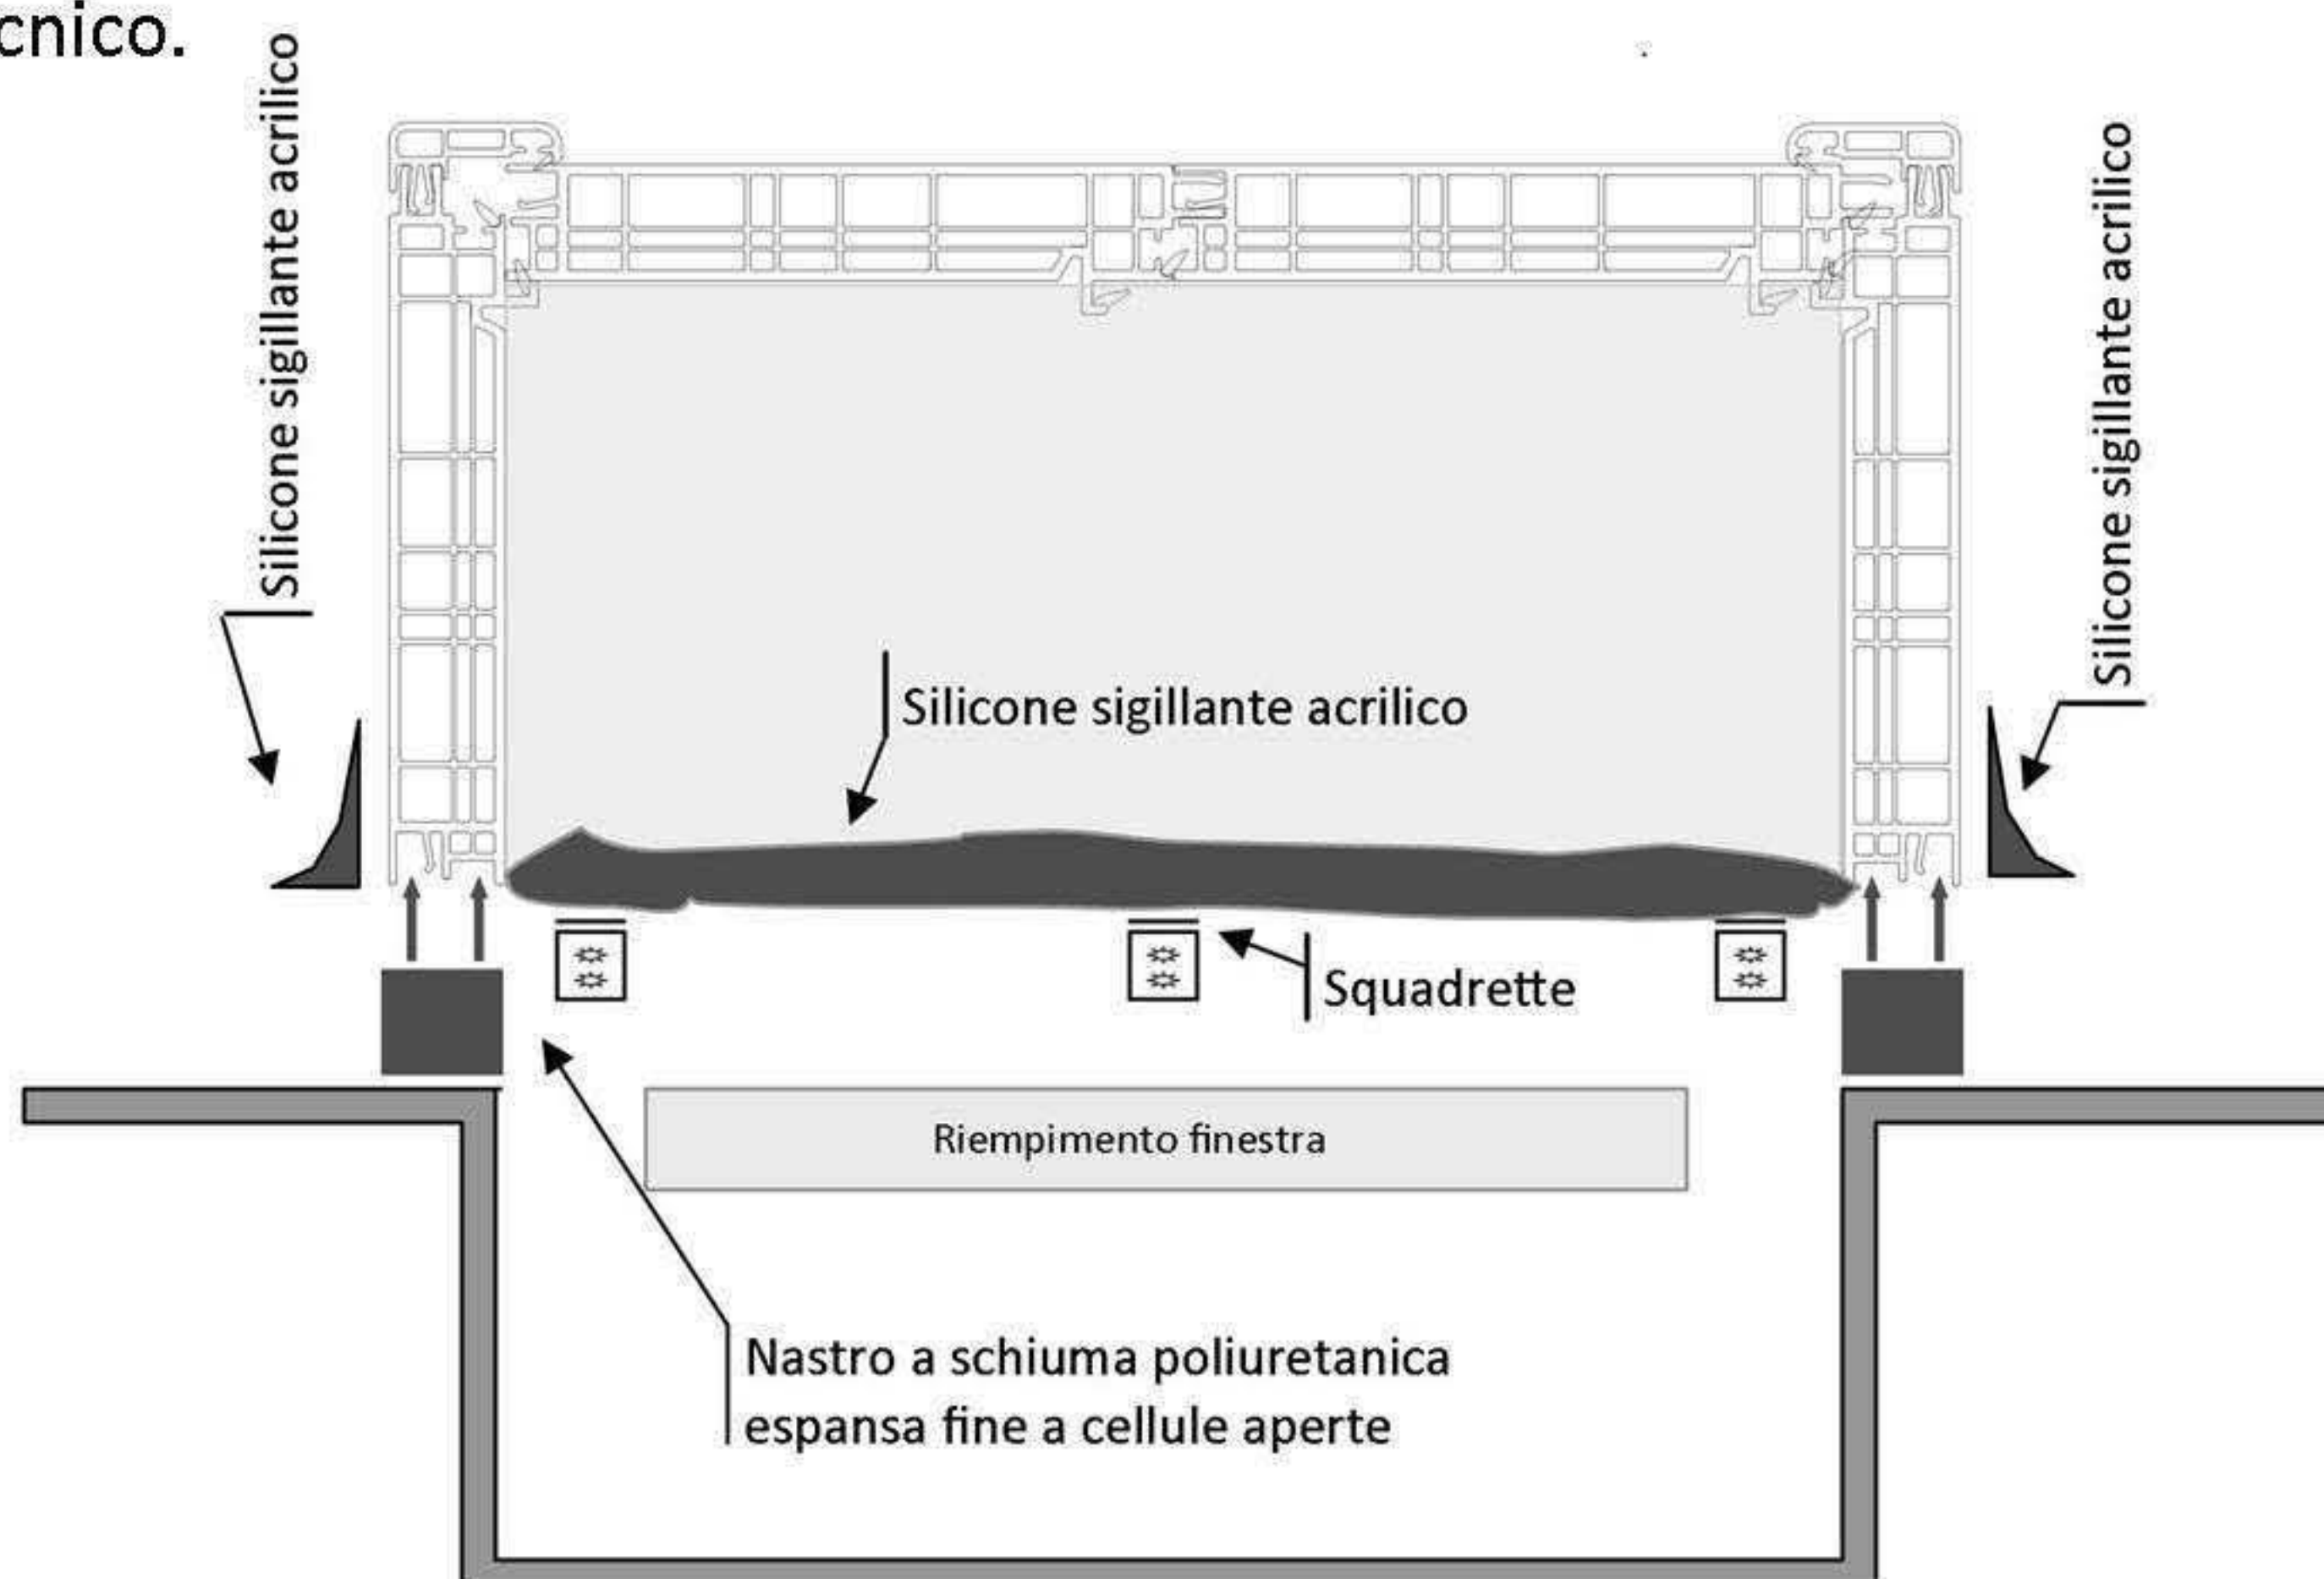 cnico.
Silicone sigillante acrilico
Silicone sigillante acrilico
Silicone sigillante acrilico
Squadrette
Riempimento finestra
Nastro a schiuma poliuretanica
espansa fine a cellule aperte